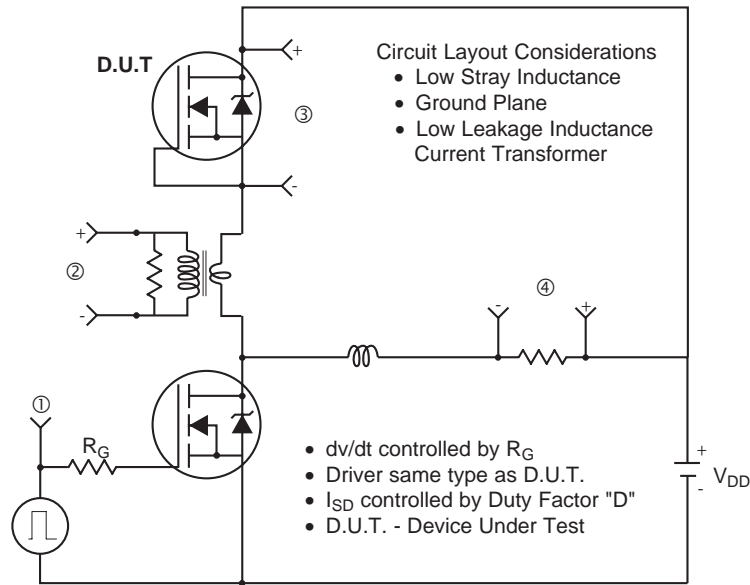 D.U.T
+
③
-
Circuit Layout Considerations
• Low Stray Inductance
• Ground Plane
• Low Leakage Inductance
Current Transformer
+
②
-
④
- +
①
R_G
• dv/dt controlled by R_G
• Driver same type as D.U.T.
• I_SD controlled by Duty Factor "D"
• D.U.T. - Device Under Test
+
V_DD
-